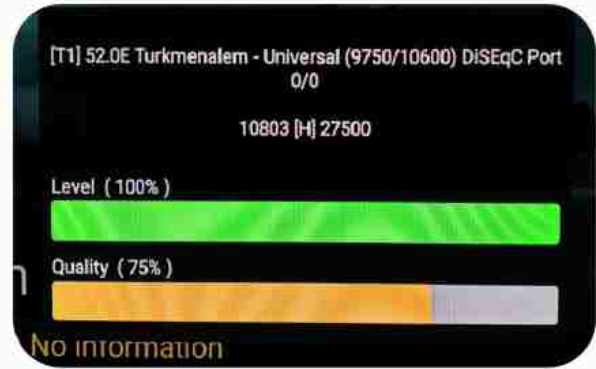 [T1] 52.0E Turkmenalem - Universal (9750/10600) DiSEqC Port
0/0
10803 [H] 27500
Level ( 100% )
Quality ( 75% )
No information